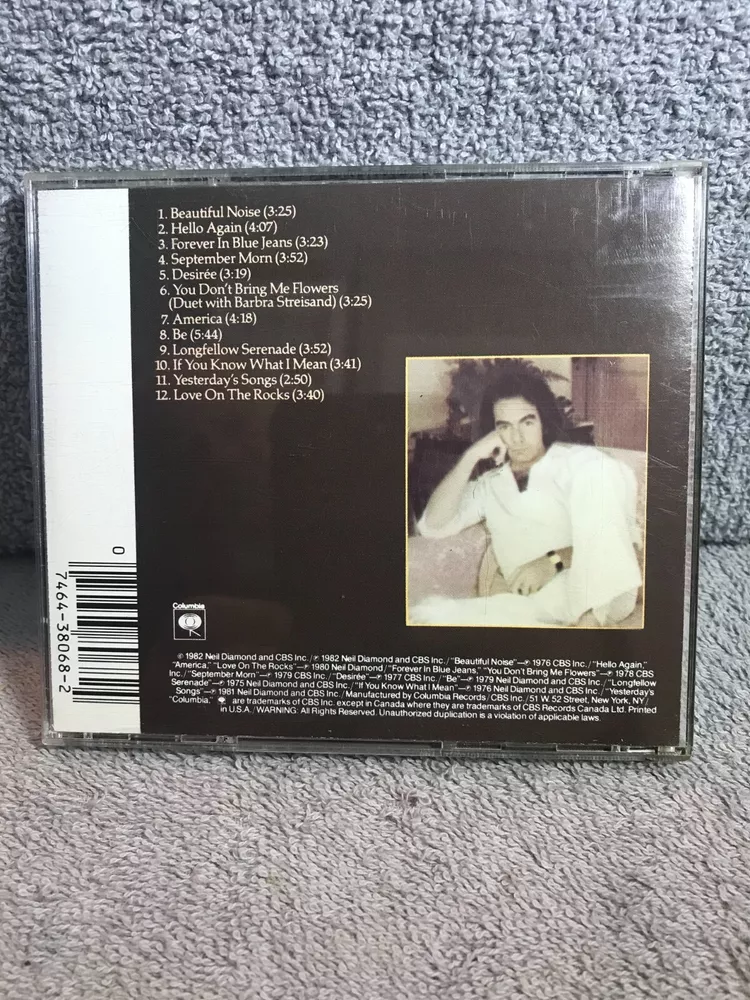 1. Beautiful Noise (3:25)
2. Hello Again (4:07)
3. Forever In Blue Jeans (3:23)
4. September Morn (3:52)
5. Desirée (3:19)
6. You Don't Bring Me Flowers
(Duet with Barbra Streisand) (3:25)
7. America (4:18)
8. Be (5:44)
9. Longfellow Serenade (3:52)
10. If You Know What I Mean (3:41)
11. Yesterday's Songs (2:50)
12. Love On The Rocks (3:40)
0
7464-38068-2
Columbia
© 1982 Neil Diamond and CBS Inc./℗ 1982 Neil Diamond and CBS Inc./"Beautiful Noise"—℗ 1976 CBS Inc./"Hello Again,"
"America," "Love On The Rocks"—℗ 1980 Neil Diamond/"Forever In Blue Jeans," "You Don't Bring Me Flowers"—℗ 1978 CBS
Inc./"September Morn"—℗ 1979 CBS Inc./"Desirée"—℗ 1977 CBS Inc./"Be"—℗ 1979 Neil Diamond and CBS Inc./"Longfellow
Serenade"—℗ 1975 Neil Diamond and CBS Inc./"If You Know What I Mean"—℗ 1976 Neil Diamond and CBS Inc./"Yesterday's
Songs"—℗ 1981 Neil Diamond and CBS Inc./Manufactured by Columbia Records/CBS Inc./51 W. 52 Street, New York, NY/
"Columbia," are trademarks of CBS Inc. except in Canada where they are trademarks of CBS Records Canada Ltd. Printed
in U.S.A./WARNING: All Rights Reserved. Unauthorized duplication is a violation of applicable laws.